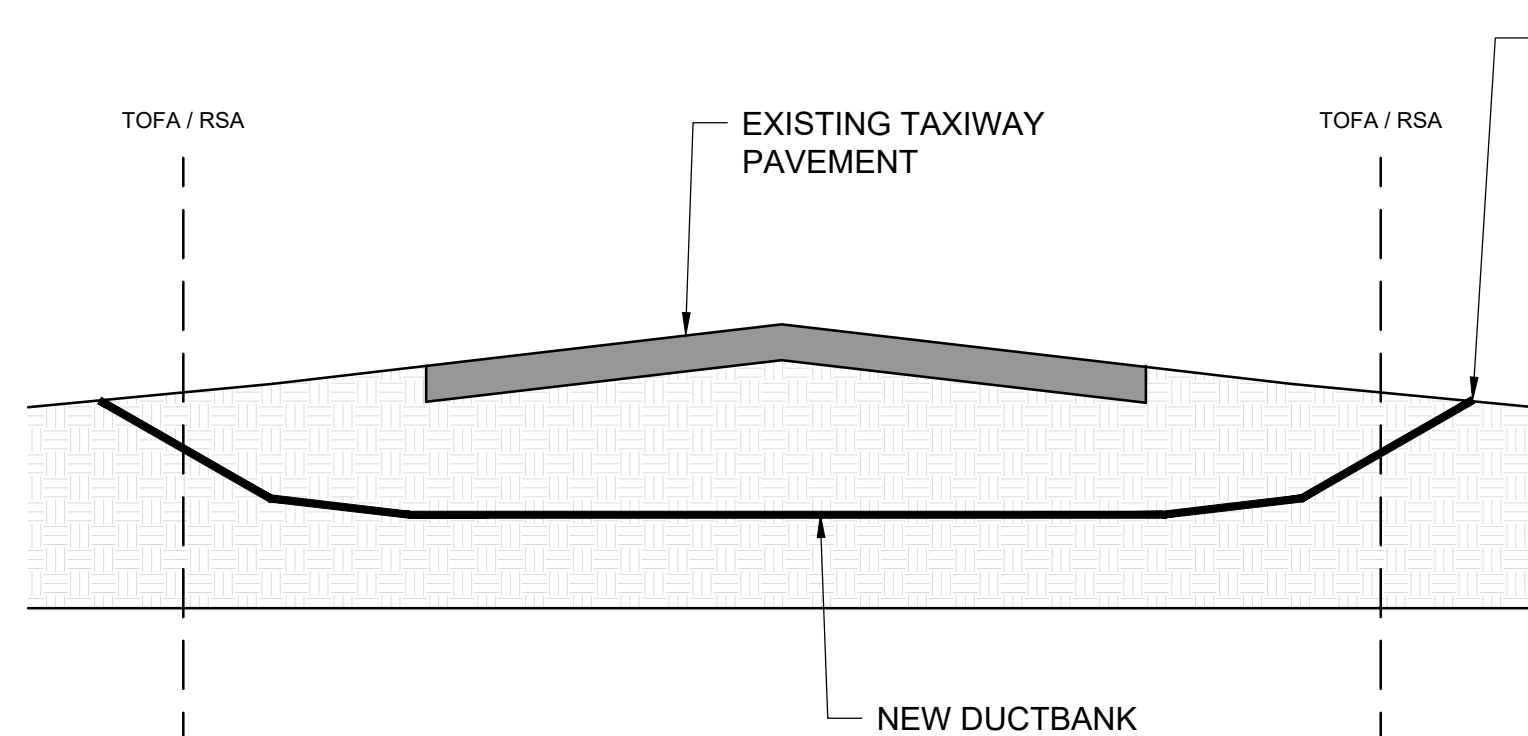 TOFA / RSA
EXISTING TAXIWAY
PAVEMENT
TOFA / RSA
NEW DUCTBANK